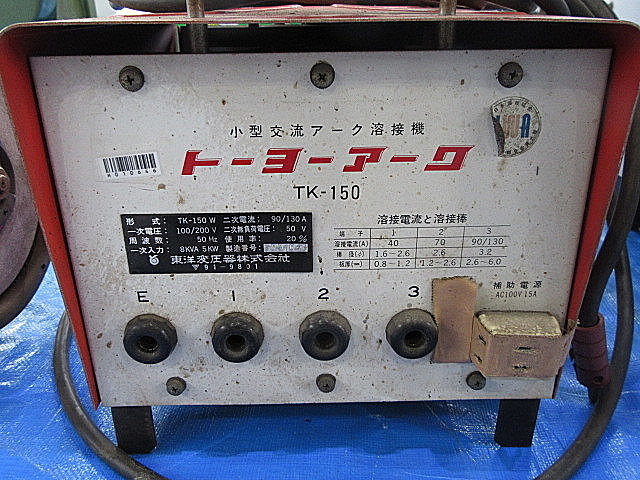 小型交流アーク溶接機
トーヨーアーク
TK-150
形式: TK-150W 二次電流: 90/130A
一次電圧: 100/200V 二次無負荷電圧: 50V
周波数: 50Hz 使用率: 20%
一次入力: 8KVA 5KW 製造番号:
東洋変圧器株式会社
〒91-9801
溶接電流と溶接棒
端子 1 2 3
溶接電流(A) 40 70 90/130
棒径(φ) 1.6-2.6 2.6 3.2
板厚(mm) 0.8-1.2 1.2-2.6 2.6-6.0
補助電源
AC100V 15A
E 1 2 3